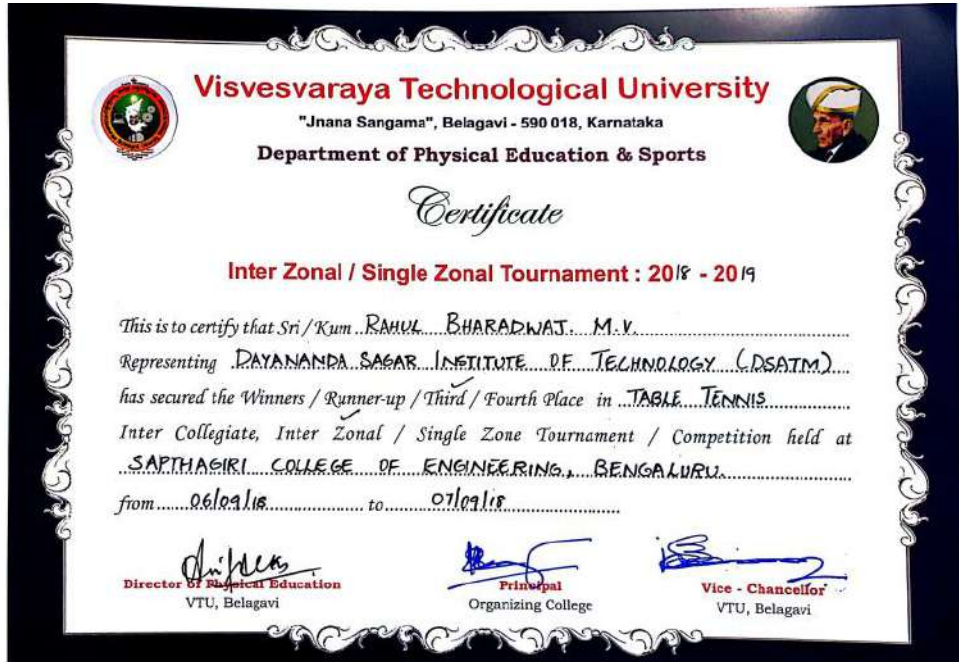 Visvesvaraya Technological University
"Jnana Sangama", Belagavi - 590 018, Karnataka
Department of Physical Education & Sports
Certificate
Inter Zonal / Single Zonal Tournament : 2018 - 2019
This is to certify that Sri / Kum RAHUL BHARADWAJ. M.V.
Representing DAYANANDA SAGAR INSTITUTE OF TECHNOLOGY (DSATM)
has secured the Winners / Runner-up / Third / Fourth Place in TABLE TENNIS
Inter Collegiate, Inter Zonal / Single Zone Tournament / Competition held at
SAPTHAGIRI COLLEGE OF ENGINEERING, BENGALURU.
from 06/09/18 to 07/09/18
Director of Physical Education
VTU, Belagavi
Principal
Organizing College
Vice - Chancellor
VTU, Belagavi